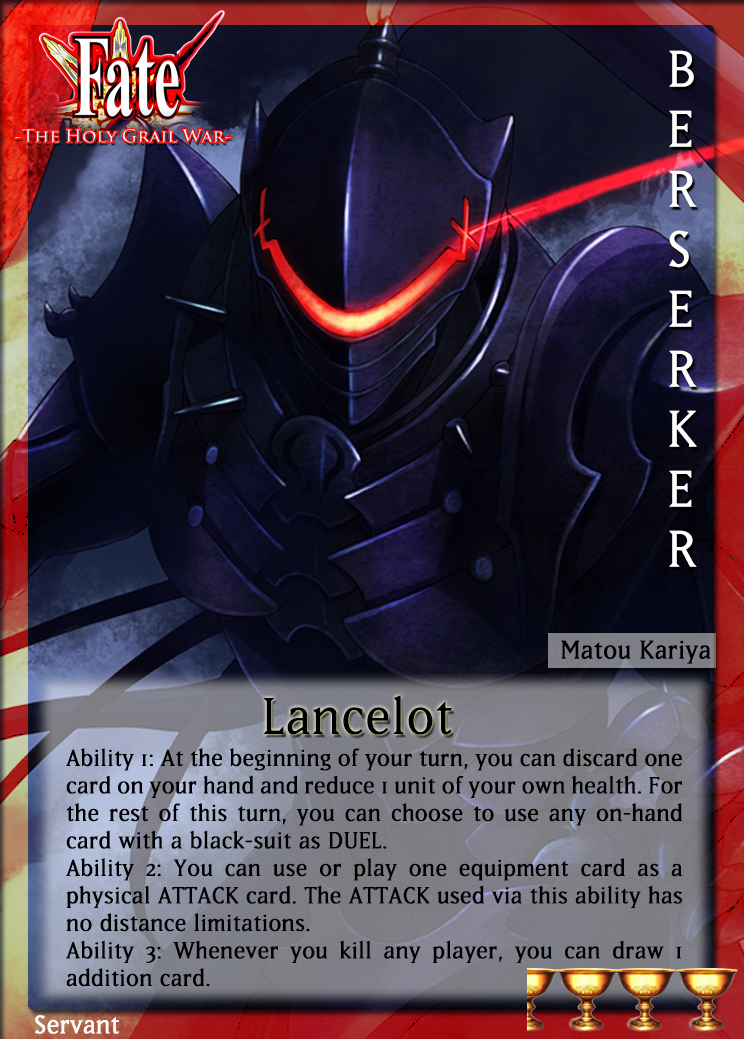 Fate
-THE HOLY GRAIL WAR-
BERSERKER
Matou Kariya
Lancelot
Ability 1: At the beginning of your turn, you can discard one
card on your hand and reduce 1 unit of your own health. For
the rest of this turn, you can choose to use any on-hand
card with a black-suit as DUEL.
Ability 2: You can use or play one equipment card as a
physical ATTACK card. The ATTACK used via this ability has
no distance limitations.
Ability 3: Whenever you kill any player, you can draw 1
addition card.
Servant